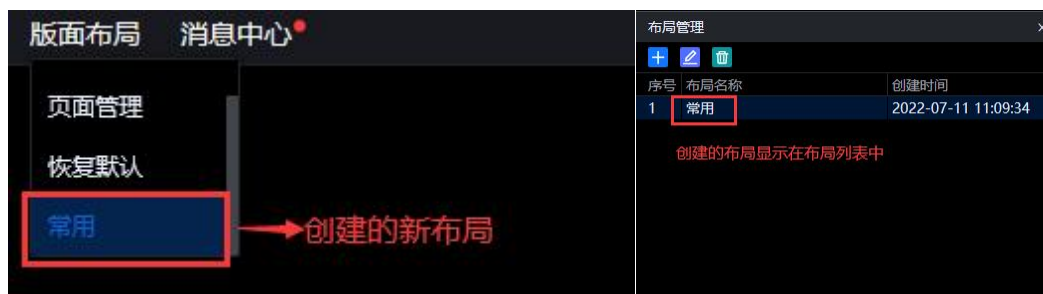 版面布局 消息中心
页面管理
恢复默认
常用
创建的新布局
布局管理
序号 布局名称 创建时间
1 常用 2022-07-11 11:09:34
创建的布局显示在布局列表中